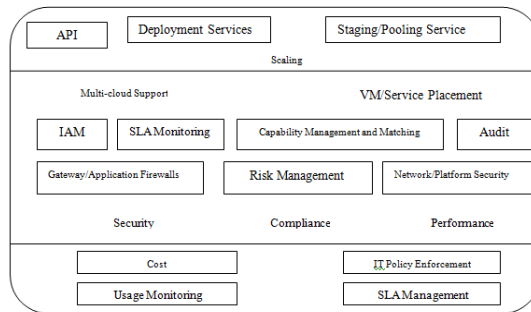 API
Deployment Services
Staging/Pooling Service
Scaling
Multi-cloud Support
VM/Service Placement
IAM
SLA Monitoring
Capability Management and Matching
Audit
Gateway/Application Firewalls
Risk Management
Network/Platform Security
Security
Compliance
Performance
Cost
IT Policy Enforcement
Usage Monitoring
SLA Management